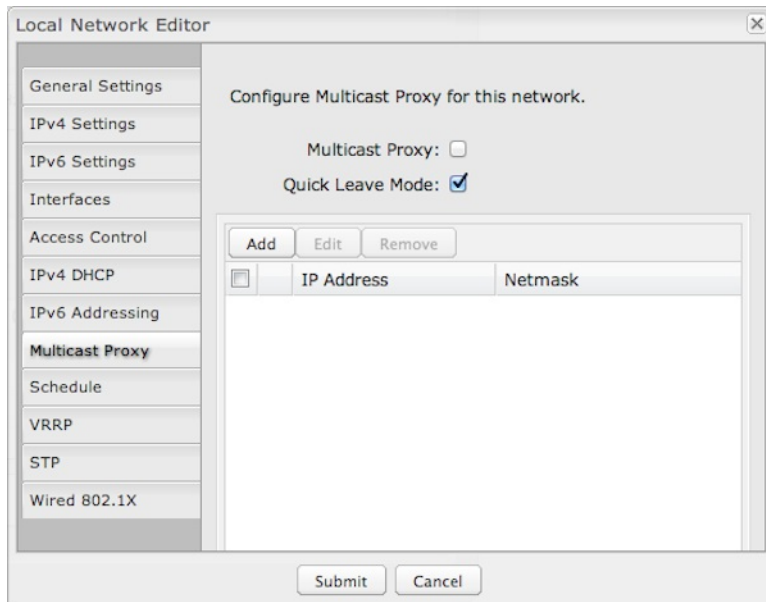 Local Network Editor
General Settings
IPv4 Settings
IPv6 Settings
Interfaces
Access Control
IPv4 DHCP
IPv6 Addressing
Multicast Proxy
Schedule
VRRP
STP
Wired 802.1X
Configure Multicast Proxy for this network.
Multicast Proxy:
Quick Leave Mode:
Add Edit Remove
IP Address Netmask
Submit Cancel